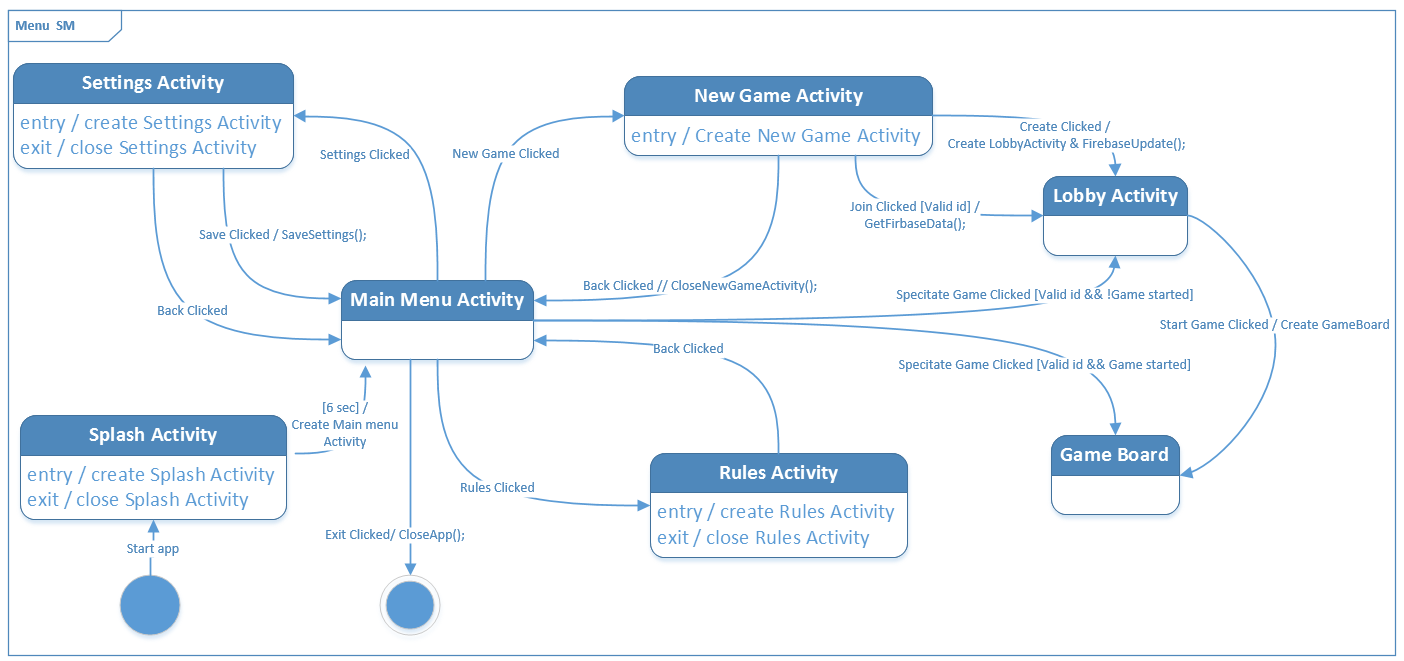 Menu SM
Settings Activity
entry / create Settings Activity
exit / close Settings Activity
New Game Activity
entry / Create New Game Activity
Create Clicked /
Create LobbyActivity & FirebaseUpdate();
Settings Clicked
New Game Clicked
Lobby Activity
Join Clicked [Valid id] /
GetFirbaseData();
Save Clicked / SaveSettings();
Back Clicked
Main Menu Activity
Back Clicked // CloseNewGameActivity();
Specitate Game Clicked [Valid id && !Game started]
Start Game Clicked / Create GameBoard
Back Clicked
Specitate Game Clicked [Valid id && Game started]
[6 sec] /
Create Main menu
Activity
Splash Activity
entry / create Splash Activity
exit / close Splash Activity
Game Board
Rules Activity
entry / create Rules Activity
exit / close Rules Activity
Rules Clicked
Exit Clicked/ CloseApp();
Start app